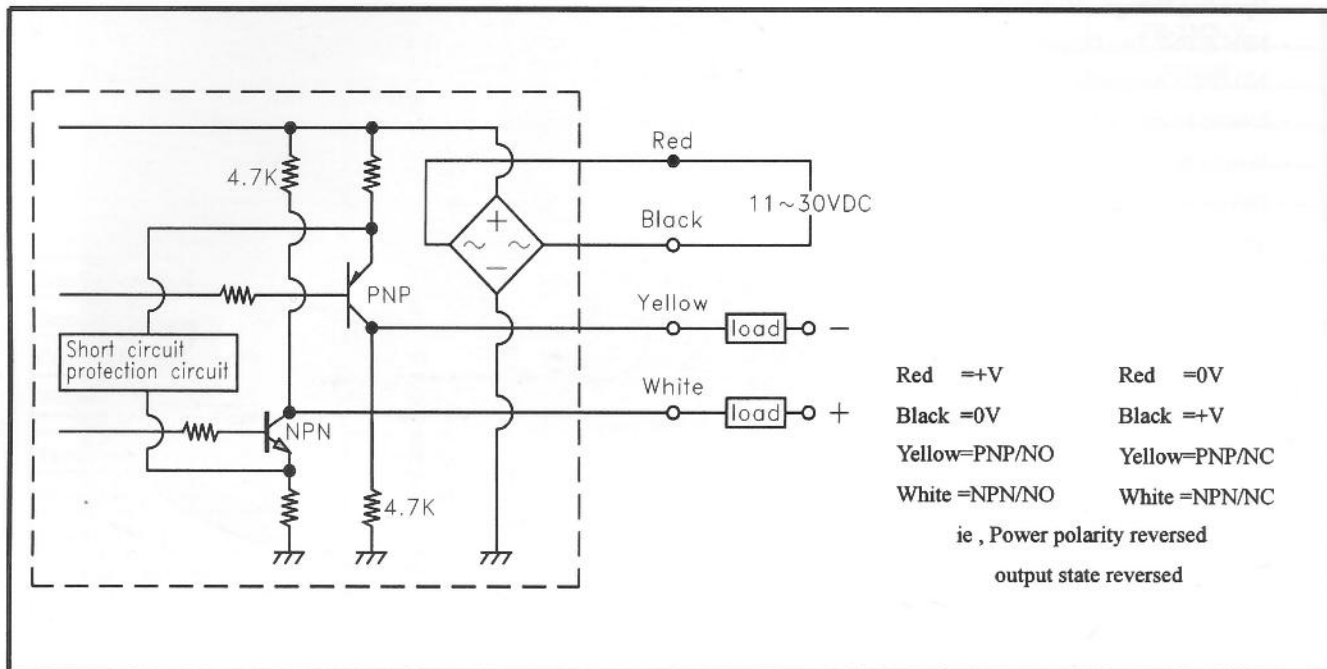 Red
4.7K
11~30VDC
Black
+
~ ~
−
Yellow
PNP
load −
Short circuit
protection circuit
White
load +
NPN
4.7K
Red =+V Red =0V
Black =0V Black =+V
Yellow=PNP/NO Yellow=PNP/NC
White =NPN/NO White =NPN/NC
ie , Power polarity reversed
output state reversed